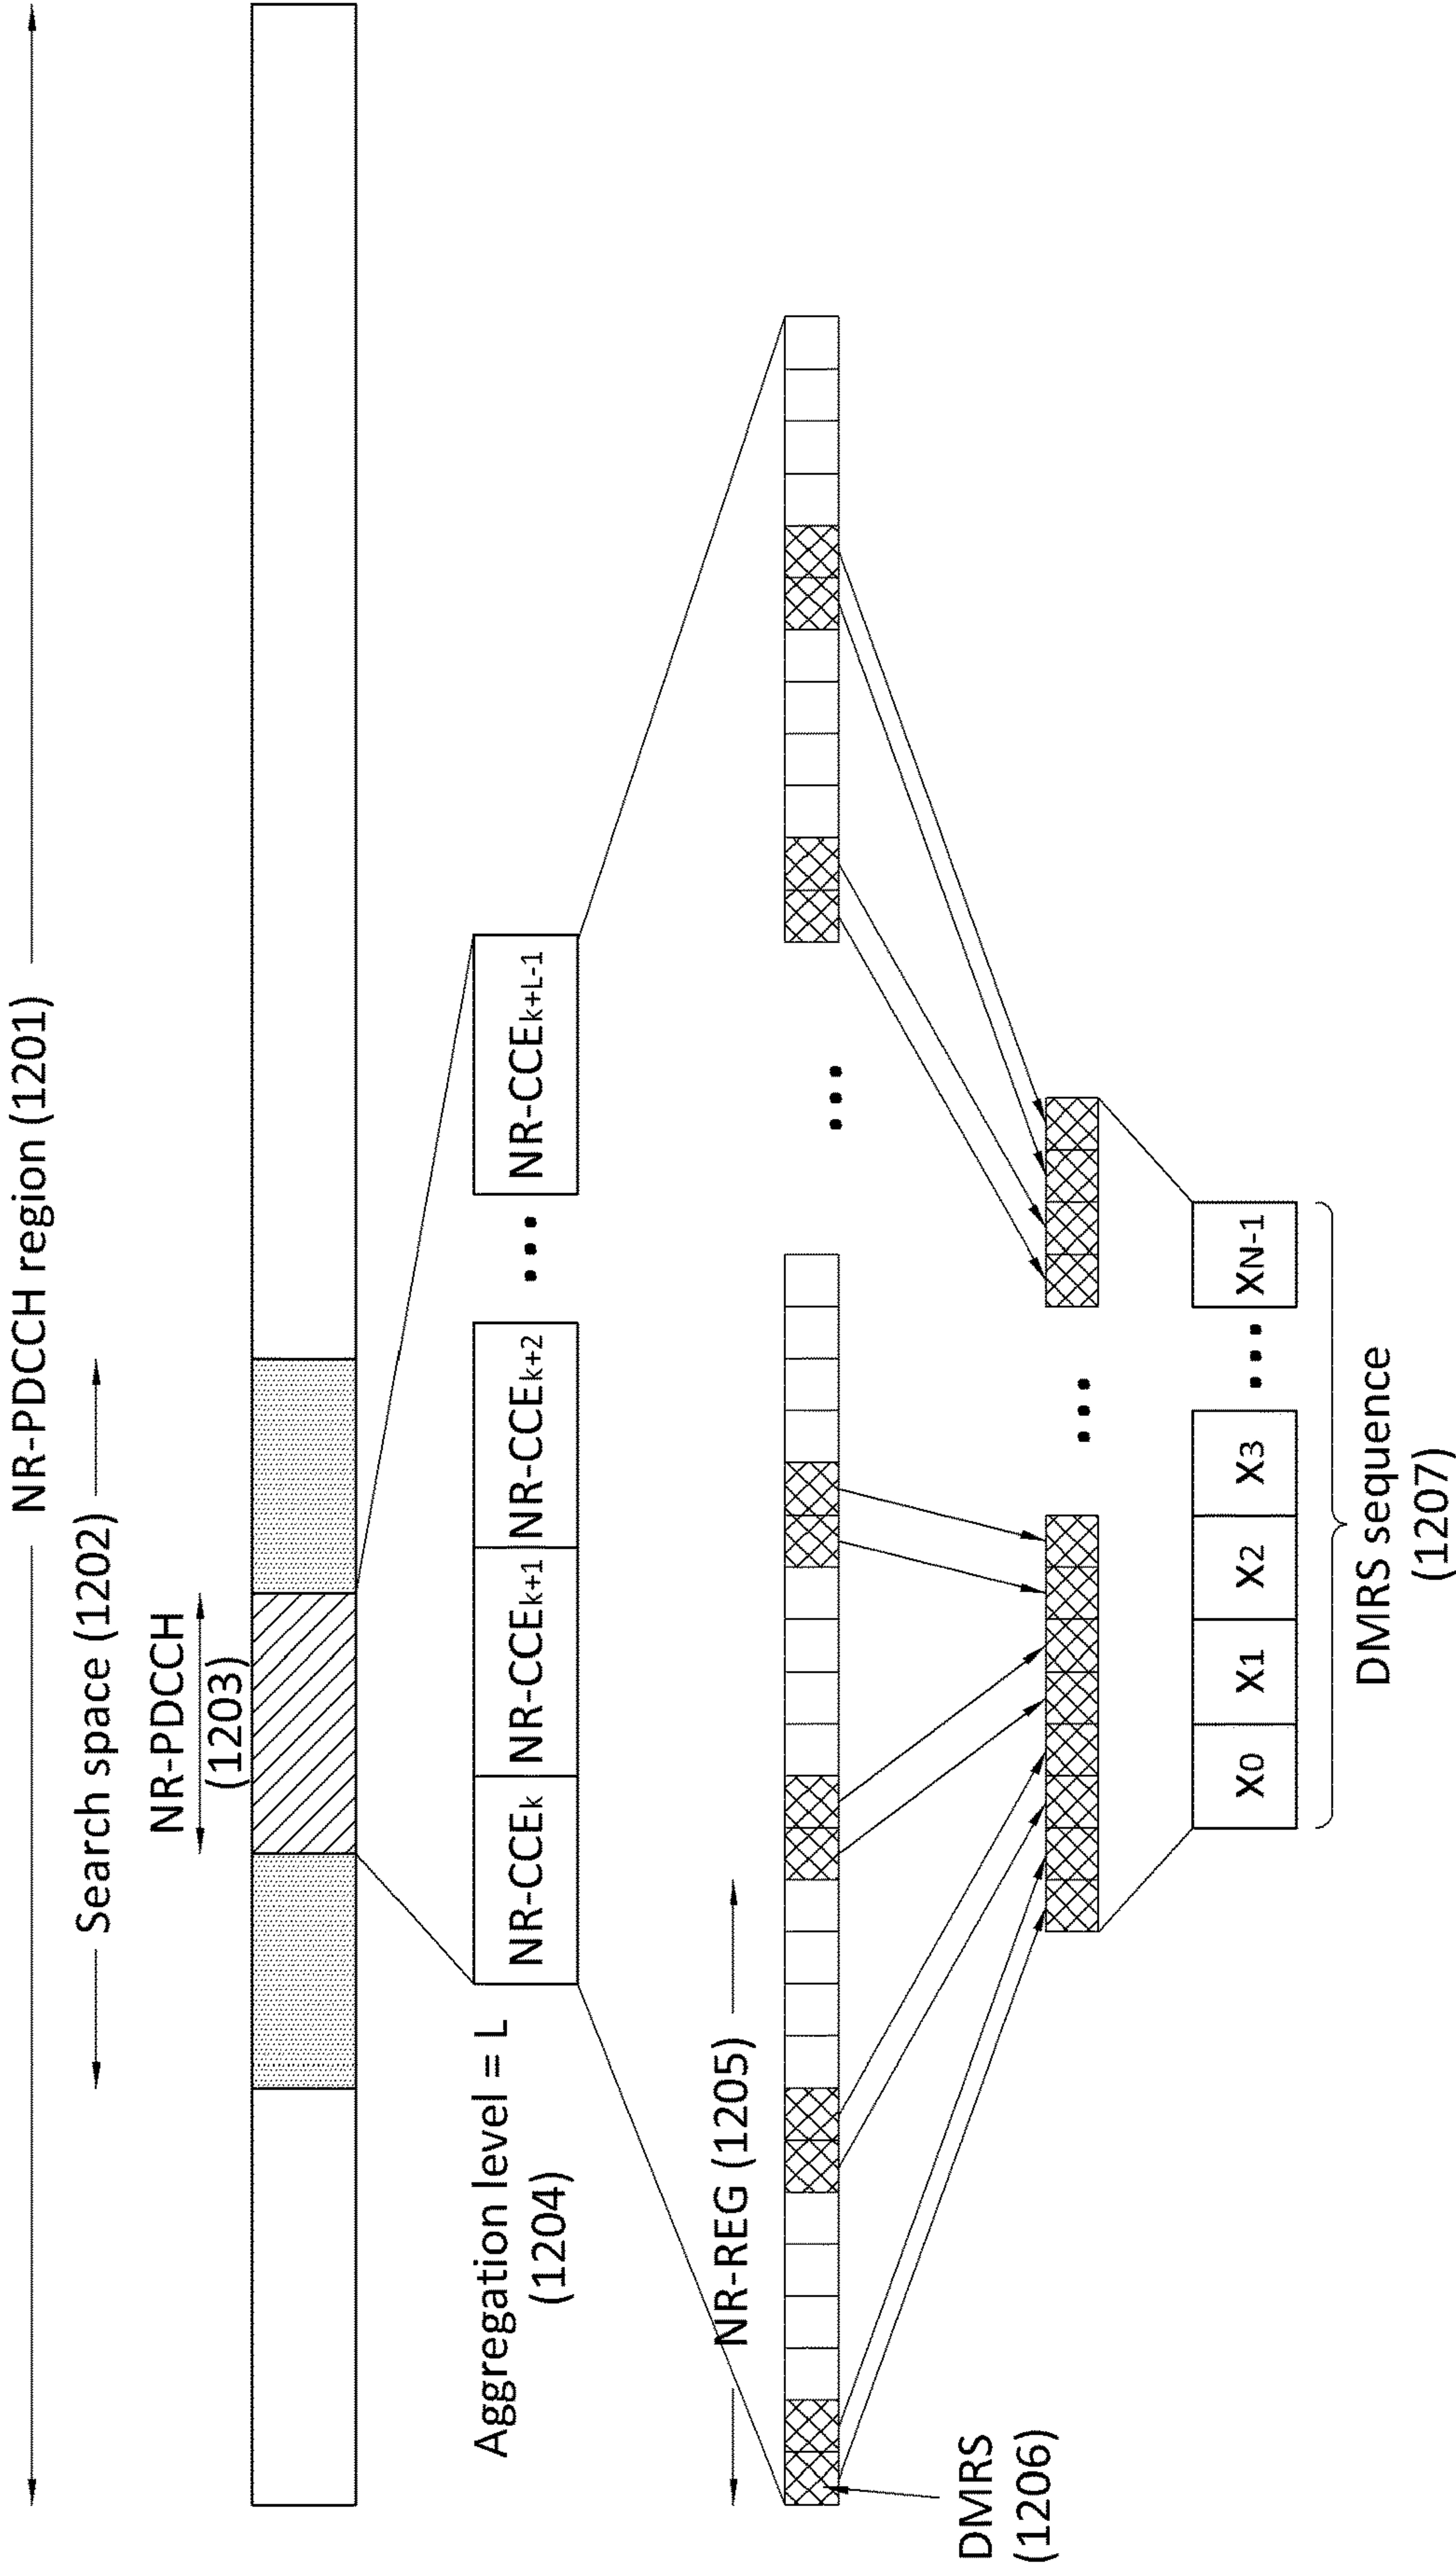 NR-PDCCH region (1201)
Search space (1202)
NR-PDCCH
(1203)
Aggregation level = L
(1204)
NR-CCEk
NR-CCEk+1
NR-CCEk+2
•••
NR-CCEk+L-1
NR-REG (1205)
•••
DMRS
(1206)
•••
X0
X1
X2
X3
•••
XN-1
DMRS sequence
(1207)